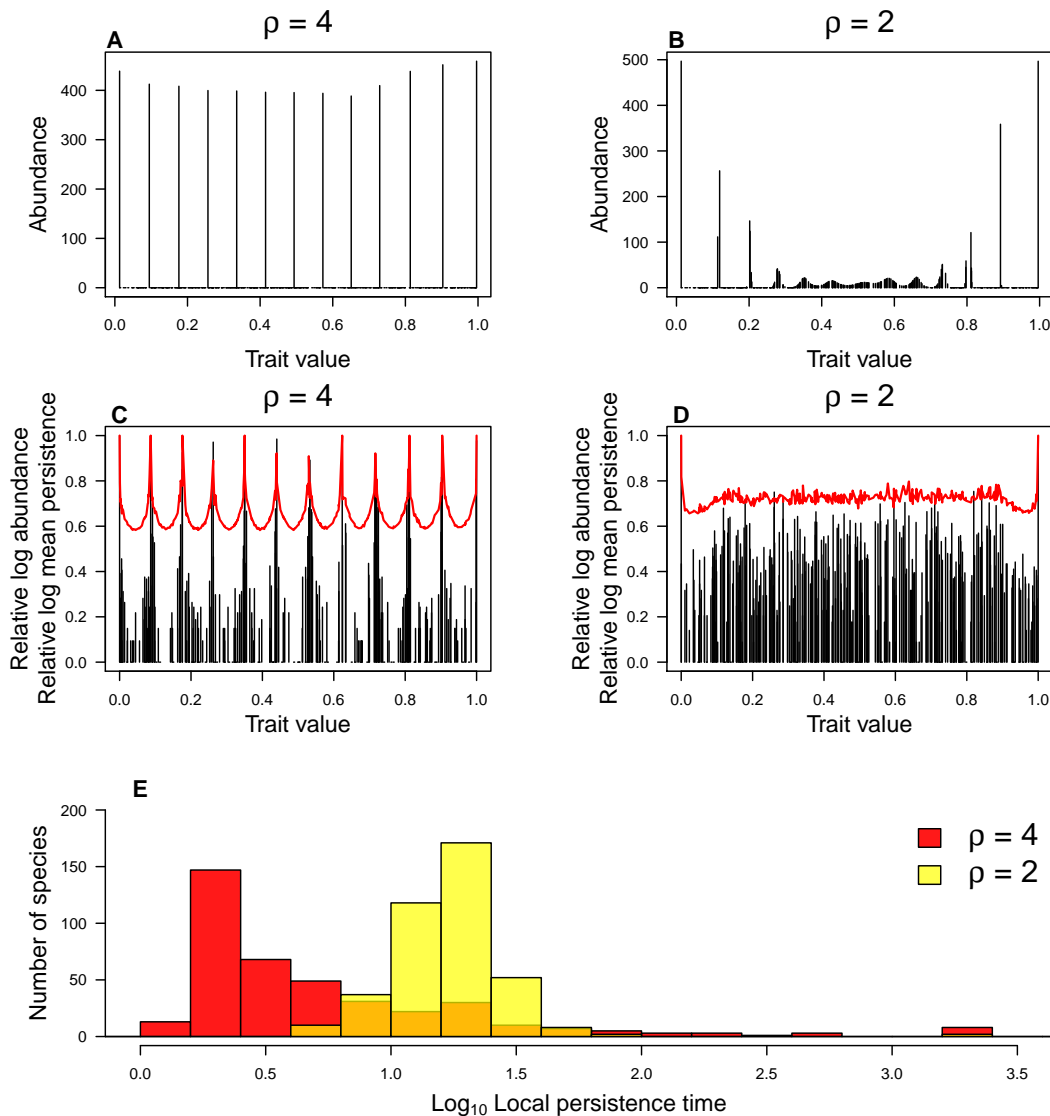 A
ρ = 4
Abundance
0
100
200
300
400
0.0 0.2 0.4 0.6 0.8 1.0
Trait value
B
ρ = 2
Abundance
0
100
200
300
400
500
0.0 0.2 0.4 0.6 0.8 1.0
Trait value
C
ρ = 4
Relative log abundance
Relative log mean persistence
0.0
0.2
0.4
0.6
0.8
1.0
0.0 0.2 0.4 0.6 0.8 1.0
Trait value
D
ρ = 2
Relative log abundance
Relative log mean persistence
0.0
0.2
0.4
0.6
0.8
1.0
0.0 0.2 0.4 0.6 0.8 1.0
Trait value
E
Number of species
0
50
100
150
200
ρ = 4
ρ = 2
0.0 0.5 1.0 1.5 2.0 2.5 3.0 3.5
Log₁₀ Local persistence time